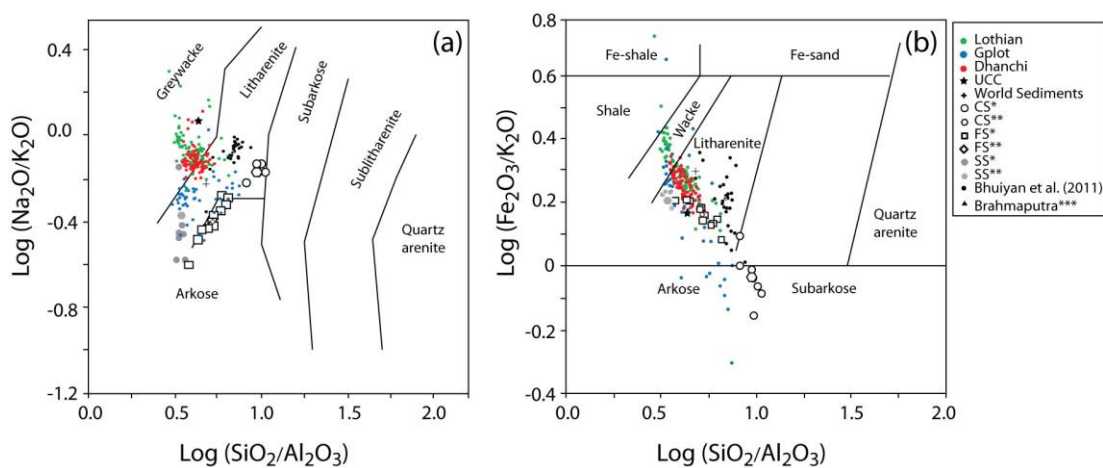 (a)
Log (Na₂O/K₂O)
0.4
0.0
-0.4
-0.8
-1.2
Greywacke
Litharenite
Subarkose
Sublitharenite
Quartz
arenite
Arkose
0.0 0.5 1.0 1.5 2.0
Log (SiO₂/Al₂O₃)
(b)
Log (Fe₂O₃/K₂O)
0.8
0.6
0.4
0.2
0
-0.2
-0.4
Fe-shale
Fe-sand
Shale
Wacke
Litharenite
Quartz
arenite
Arkose
Subarkose
0.0 0.5 1.0 1.5 2.0
Log (SiO₂/Al₂O₃)
Lothian
Gplot
Dhanchi
UCC
World Sediments
CS*
CS**
FS*
FS**
SS*
SS**
Bhuiyan et al. (2011)
Brahmaputra***